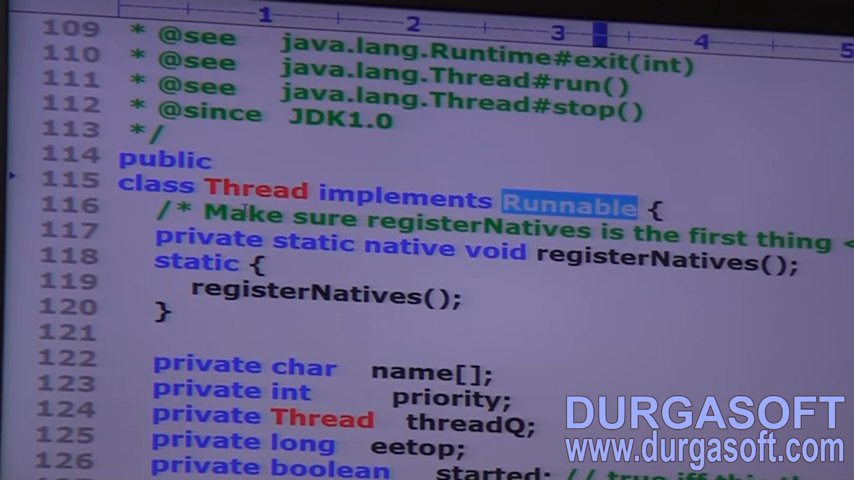 1 2 3 4 5
109 * @see java.lang.Runtime#exit(int)
110 * @see java.lang.Thread#run()
111 * @see java.lang.Thread#stop()
112 * @since JDK1.0
113 */
114 public
115 class Thread implements Runnable {
116 /* Make sure registerNatives is the first thing <
117 private static native void registerNatives();
118 static {
119 registerNatives();
120 }
121
122 private char name[];
123 private int priority;
124 private Thread threadQ;
125 private long eetop;
126 private boolean started; // true iff this
DURGASOFT
www.durgasoft.com